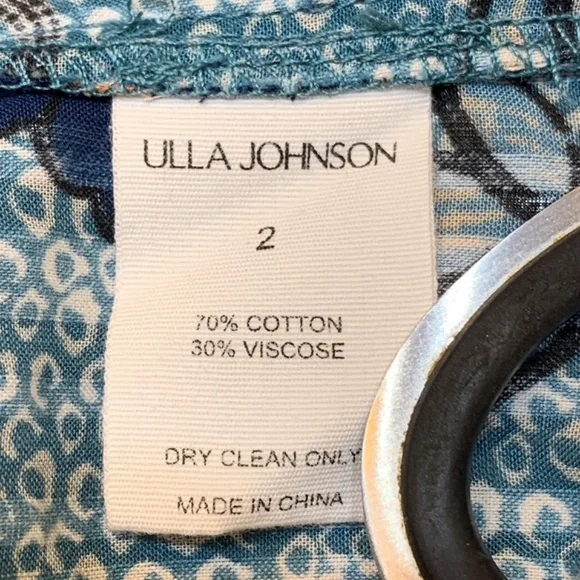 ULLA JOHNSON
2
70% COTTON
30% VISCOSE
DRY CLEAN ONLY
MADE IN CHINA